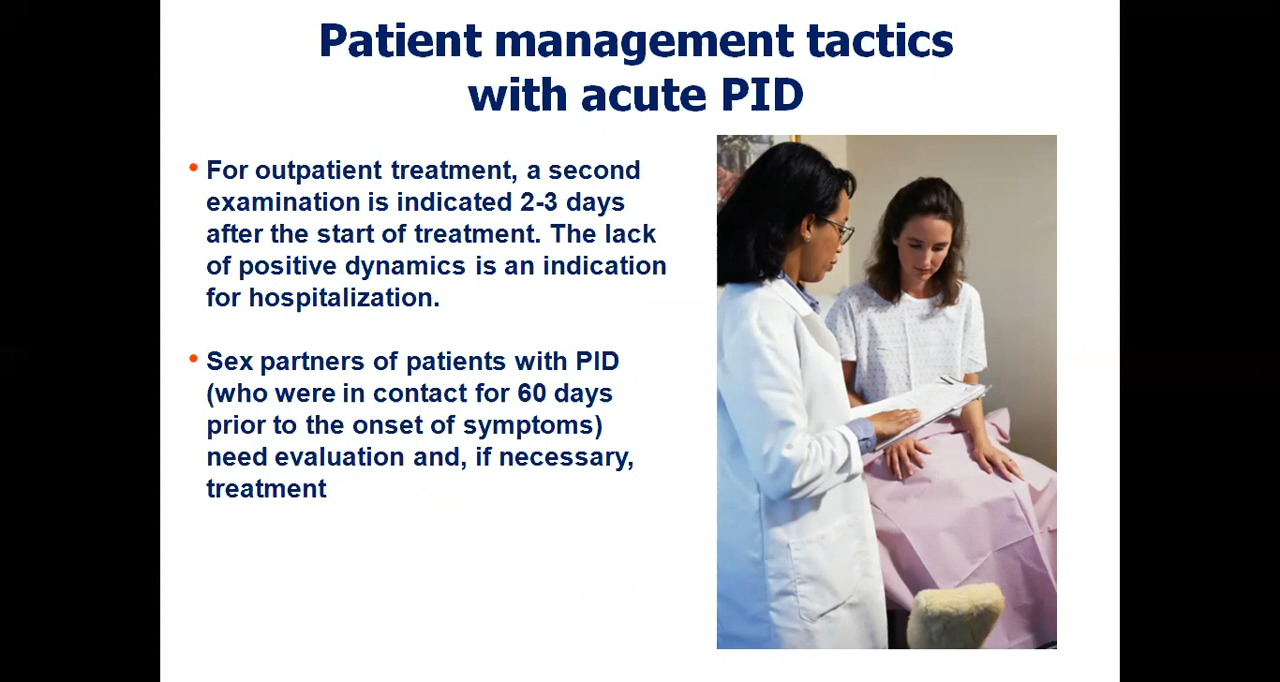 Patient management tactics
with acute PID
• For outpatient treatment, a second
examination is indicated 2-3 days
after the start of treatment. The lack
of positive dynamics is an indication
for hospitalization.
• Sex partners of patients with PID
(who were in contact for 60 days
prior to the onset of symptoms)
need evaluation and, if necessary,
treatment